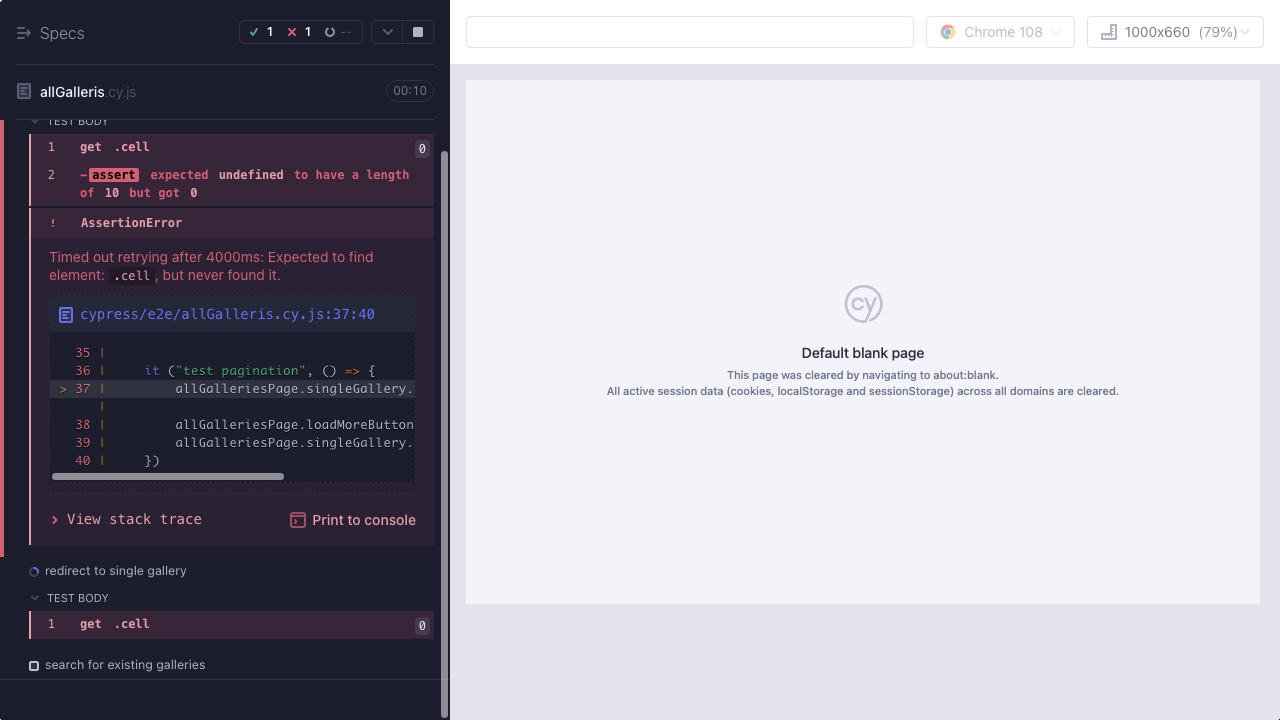 Specs
1
1
--
Chrome 108
1000x660 (79%)
allGalleris.cy.js
00:10
TEST BODY
1 get .cell 0
2 -assert expected undefined to have a length
of 10 but got 0
! AssertionError
Timed out retrying after 4000ms: Expected to find
element: .cell, but never found it.
cypress/e2e/allGalleris.cy.js:37:40
35 |
36 | it ("test pagination", () => {
> 37 | allGalleriesPage.singleGallery.
|
38 | allGalleriesPage.loadMoreButton
39 | allGalleriesPage.singleGallery.
40 | })
View stack trace
Print to console
redirect to single gallery
TEST BODY
1 get .cell 0
search for existing galleries
cy
Default blank page
This page was cleared by navigating to about:blank.
All active session data (cookies, localStorage and sessionStorage) across all domains are cleared.